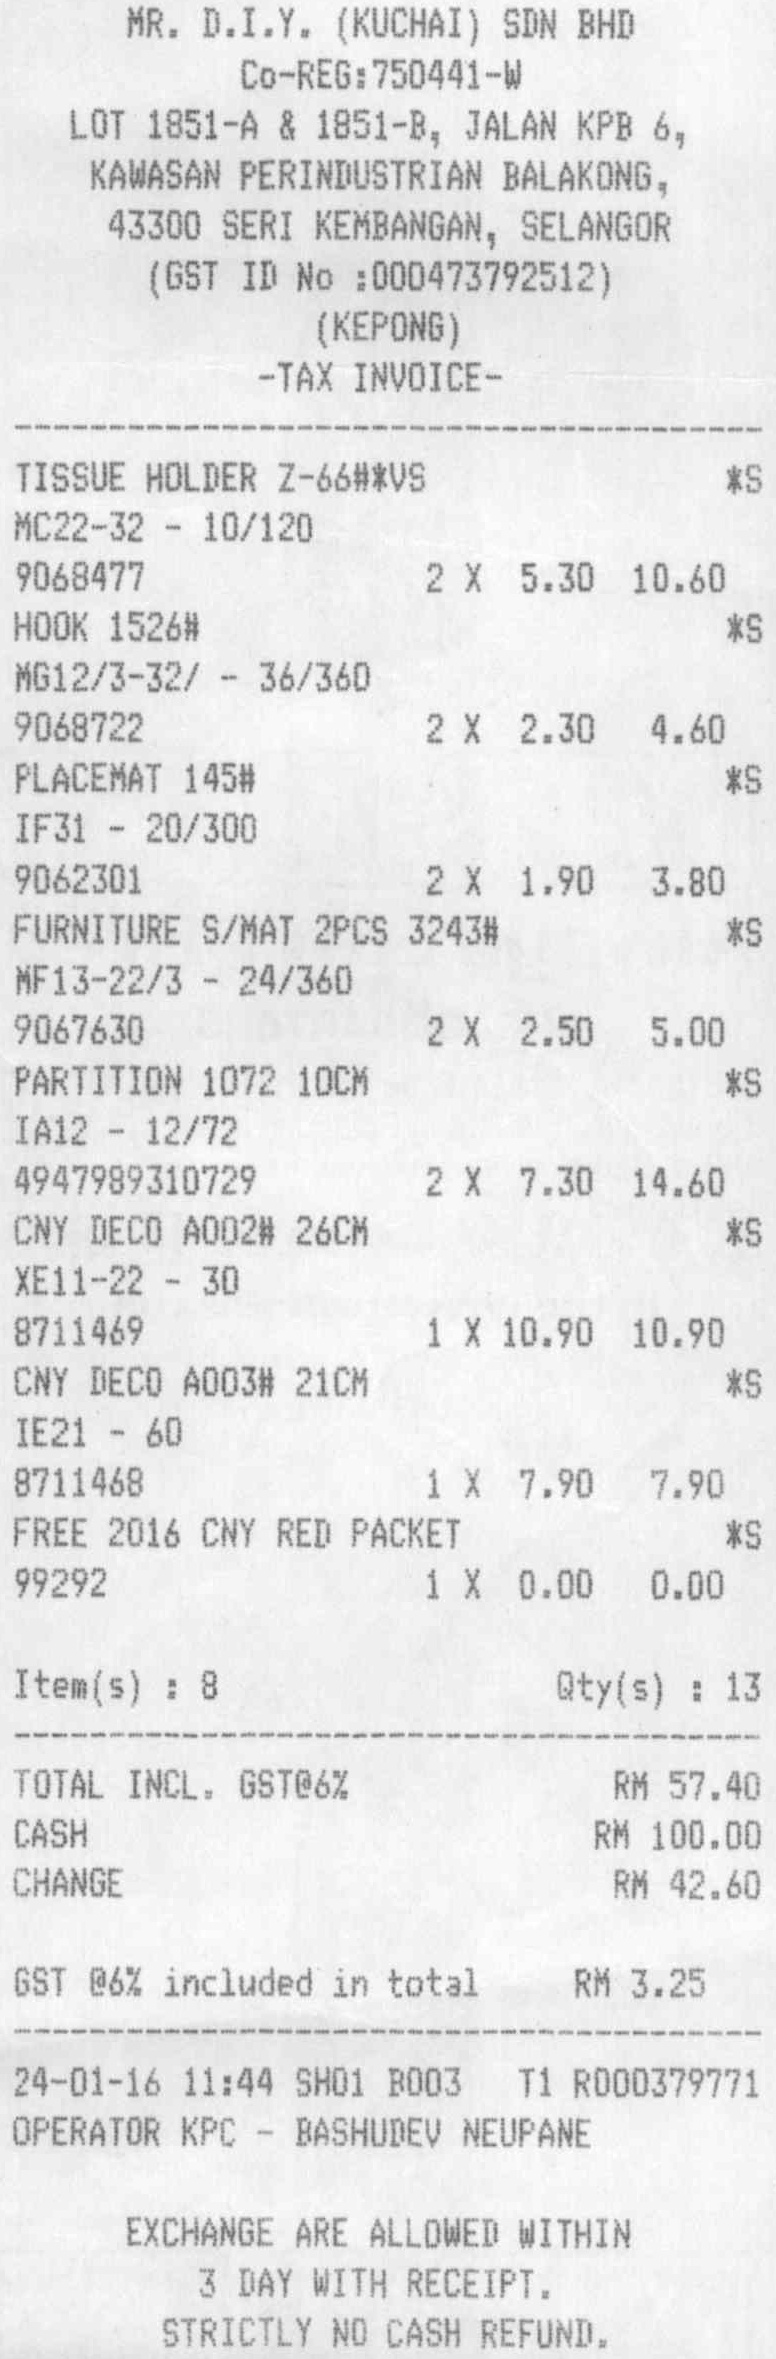 MR. D.I.Y. (KUCHAI) SDN BHD
Co-REG:750441-W
LOT 1851-A & 1851-B, JALAN KPB 6,
KAWASAN PERINDUSTRIAN BALAKONG,
43300 SERI KEMBANGAN, SELANGOR
(GST ID No :000473792512)
(KEPONG)
-TAX INVOICE-
TISSUE HOLDER Z-66#*VS *S
MC22-32 - 10/120
9068477 2 X 5.30 10.60
HOOK 1526# *S
MG12/3-32/ - 36/360
9068722 2 X 2.30 4.60
PLACEMAT 145# *S
IF31 - 20/300
9062301 2 X 1.90 3.80
FURNITURE S/MAT 2PCS 3243# *S
MF13-22/3 - 24/360
9067630 2 X 2.50 5.00
PARTITION 1072 10CM *S
IA12 - 12/72
4947989310729 2 X 7.30 14.60
CNY DECO A002# 26CM *S
XE11-22 - 30
8711469 1 X 10.90 10.90
CNY DECO A003# 21CM *S
IE21 - 60
8711468 1 X 7.90 7.90
FREE 2016 CNY RED PACKET *S
99292 1 X 0.00 0.00
Item(s) : 8 Qty(s) : 13
TOTAL INCL. GST@6% RM 57.40
CASH RM 100.00
CHANGE RM 42.60
GST @6% included in total RM 3.25
24-01-16 11:44 SH01 B003 T1 R000379771
OPERATOR KPC - BASHUDEV NEUPANE
EXCHANGE ARE ALLOWED WITHIN
3 DAY WITH RECEIPT.
STRICTLY NO CASH REFUND.